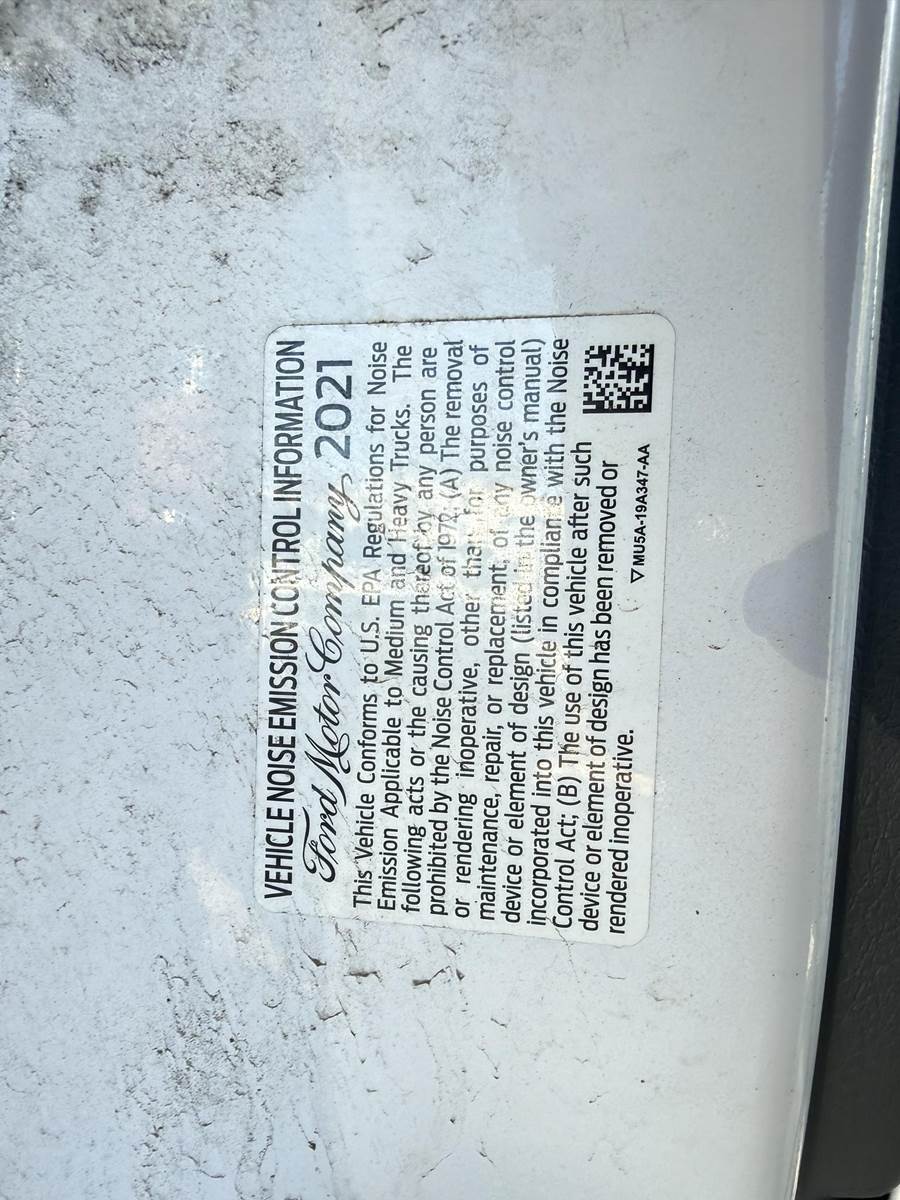 VEHICLE NOISE EMISSION CONTROL INFORMATION
Ford Motor Company 2021
This Vehicle Conforms to U.S. EPA Regulations for Noise
Emission Applicable to Medium and Heavy Trucks. The
following acts or the causing thereof by any person are
prohibited by the Noise Control Act of 1972. (A) The removal
or rendering inoperative, other than for purposes of
maintenance, repair, or replacement, of any noise control
device or element of design (listed in the owner's manual)
incorporated into this vehicle in compliance with the Noise
Control Act; (B) The use of this vehicle after such
device or element of design has been removed or
rendered inoperative.
▽MU5A-19A347-AA